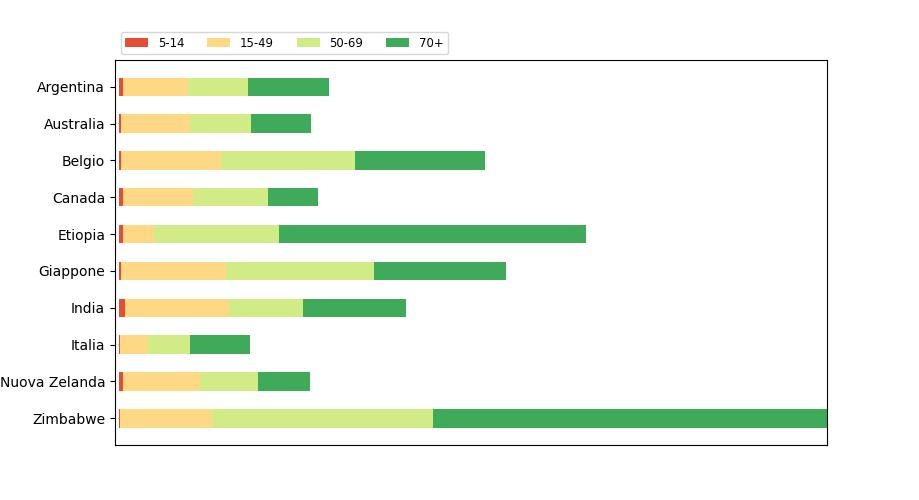 5-14 15-49 50-69 70+
Argentina
Australia
Belgio
Canada
Etiopia
Giappone
India
Italia
Nuova Zelanda
Zimbabwe